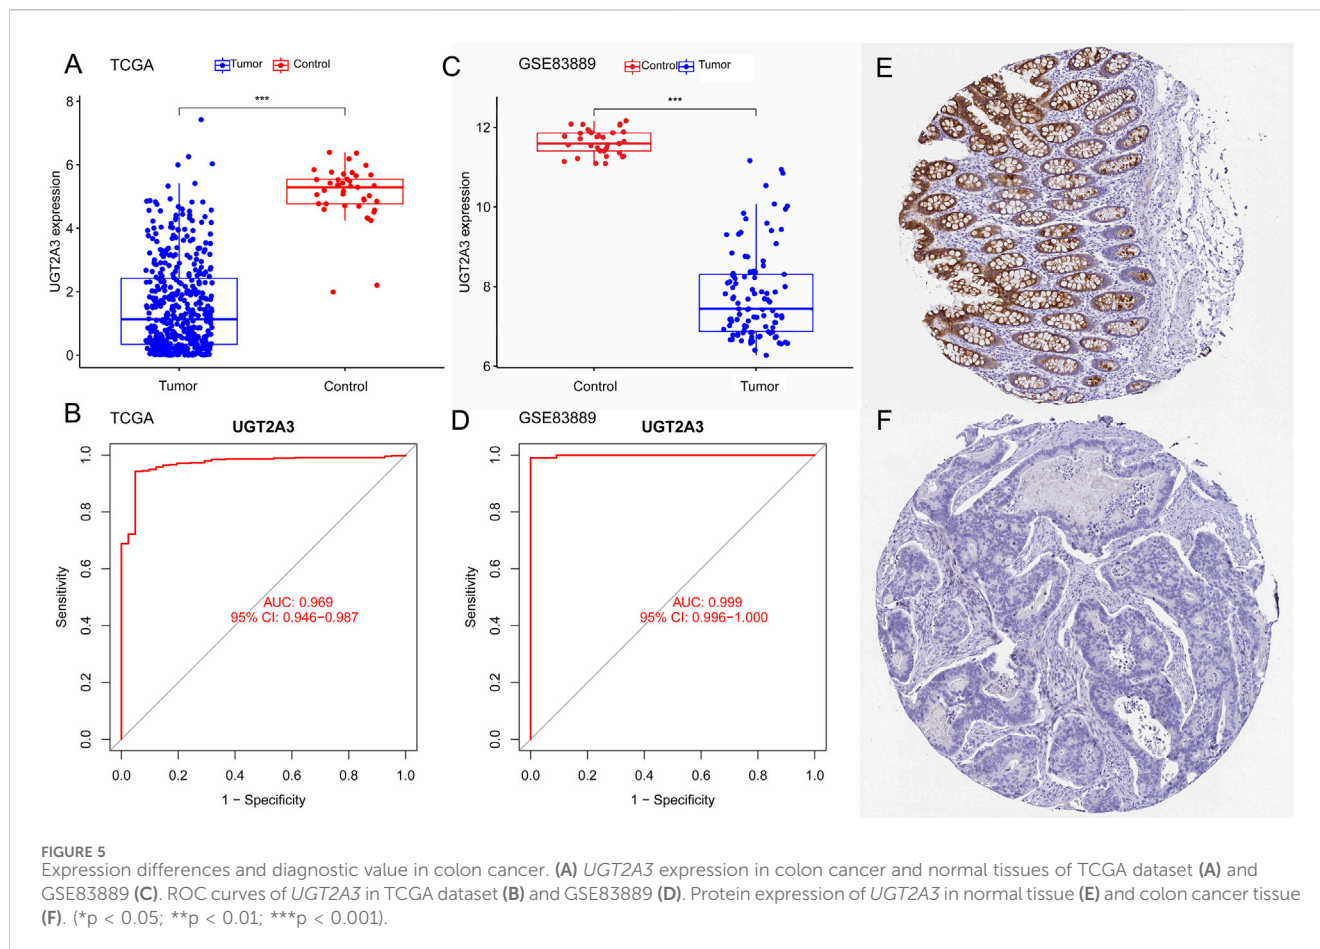 A
TCGA
Tumor
Control
***
UGT2A3 expression
8
6
4
2
0
Tumor
Control
C
GSE83889
Control
Tumor
***
UGT2A3 expression
12
10
8
6
Control
Tumor
E
B
TCGA
UGT2A3
Sensitivity
1.0
0.8
0.6
0.4
0.2
0.0
AUC: 0.969
95% CI: 0.946−0.987
0.0 0.2 0.4 0.6 0.8 1.0
1 − Specificity
D
GSE83889
UGT2A3
Sensitivity
1.0
0.8
0.6
0.4
0.2
0.0
AUC: 0.999
95% CI: 0.996−1.000
0.0 0.2 0.4 0.6 0.8 1.0
1 − Specificity
F
FIGURE 5
Expression differences and diagnostic value in colon cancer. (A) UGT2A3 expression in colon cancer and normal tissues of TCGA dataset (A) and
GSE83889 (C). ROC curves of UGT2A3 in TCGA dataset (B) and GSE83889 (D). Protein expression of UGT2A3 in normal tissue (E) and colon cancer tissue
(F). (*p < 0.05; **p < 0.01; ***p < 0.001).